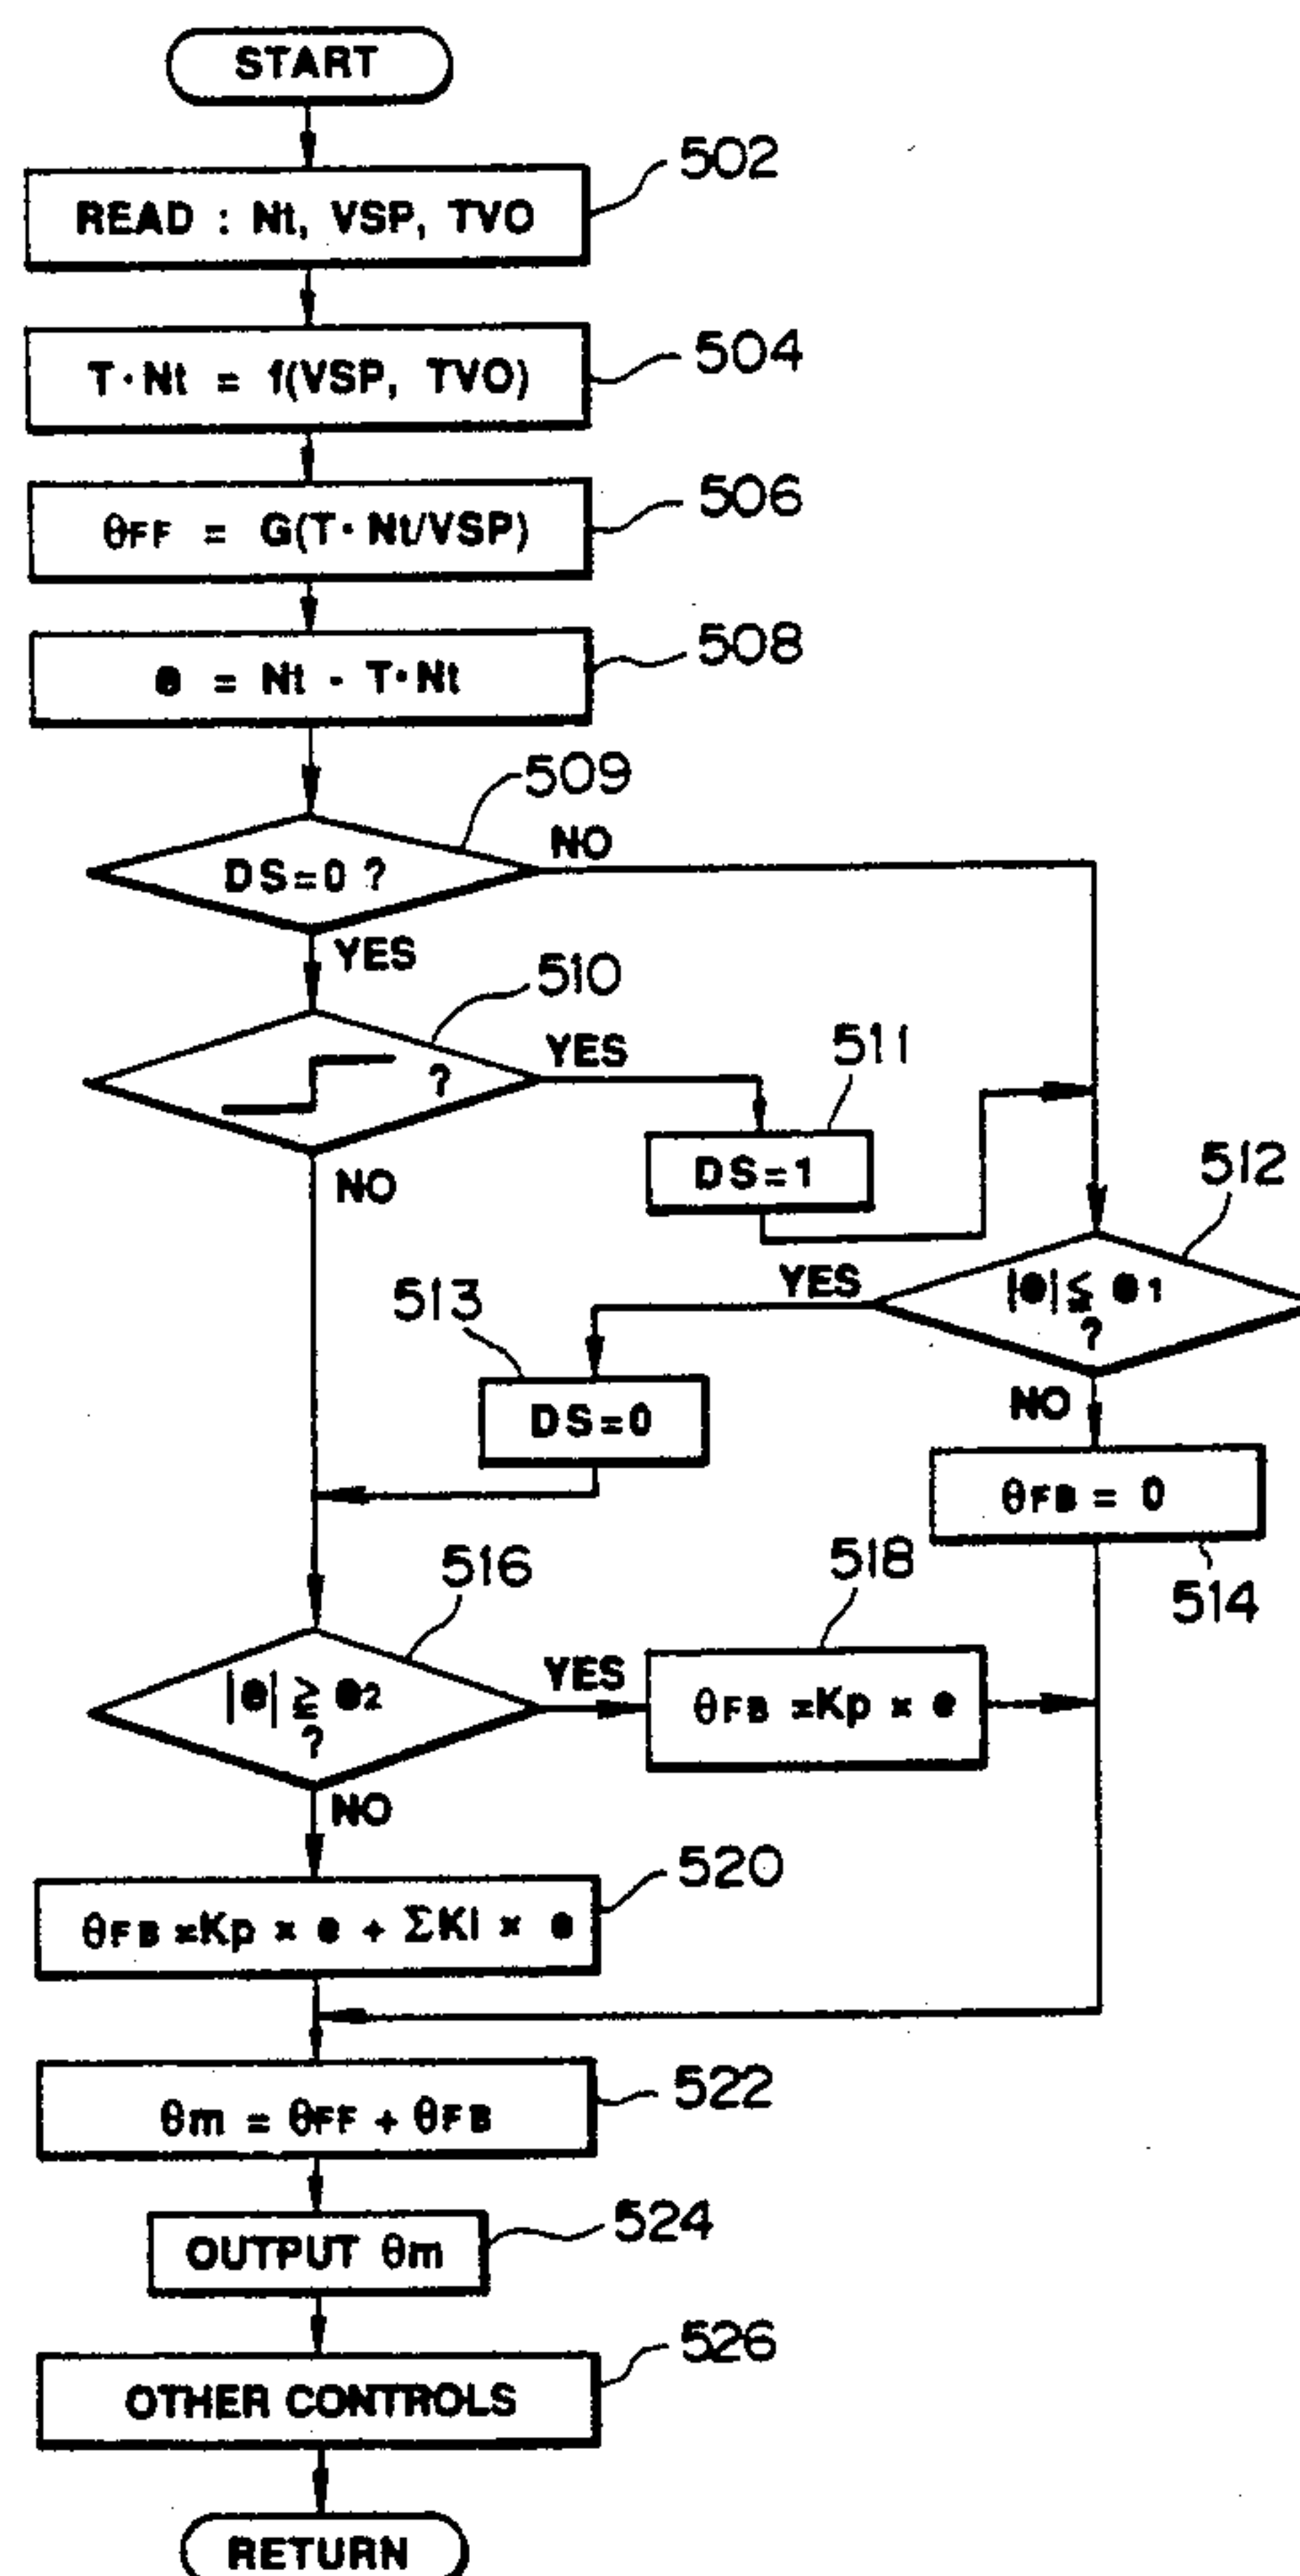 START
502
READ : Nt, VSP, TVO
504
T·Nt = f(VSP, TVO)
506
θFF = G(T·Nt/VSP)
508
e = Nt - T·Nt
509
DS=0 ?
NO
YES
510
?
YES
511
DS=1
NO
512
|e| ≦ e1
?
YES
513
DS=0
NO
θFB = 0
514
516
|e| ≧ e2
?
YES
518
θFB =Kp × e
NO
520
θFB =Kp × e + ΣKI × e
522
θm = θFF + θFB
524
OUTPUT θm
526
OTHER CONTROLS
RETURN